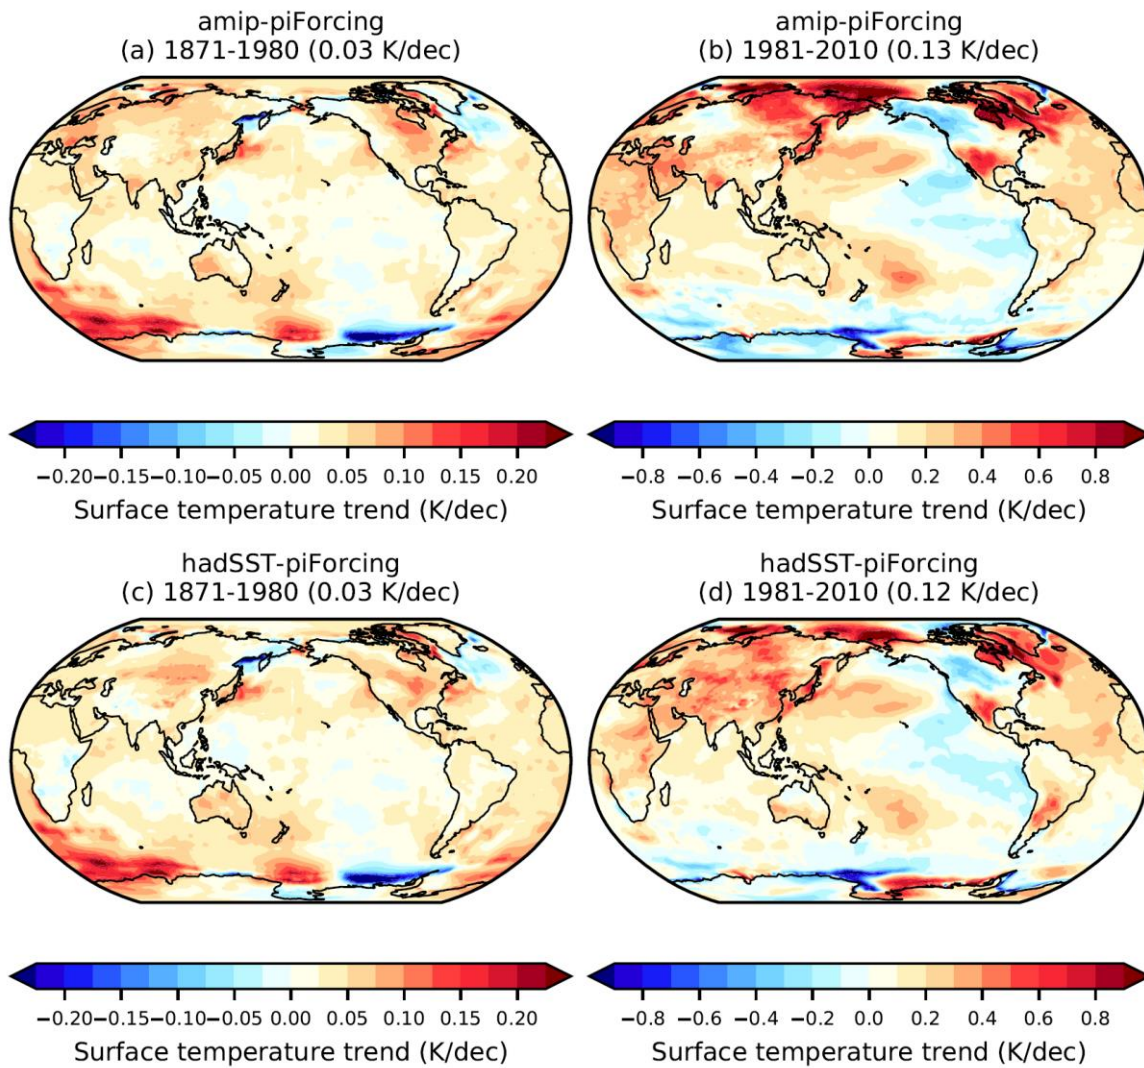 amip-piForcing
(a) 1871-1980 (0.03 K/dec)
amip-piForcing
(b) 1981-2010 (0.13 K/dec)
−0.20 −0.15 −0.10 −0.05 0.00 0.05 0.10 0.15 0.20
Surface temperature trend (K/dec)
−0.8 −0.6 −0.4 −0.2 0.0 0.2 0.4 0.6 0.8
Surface temperature trend (K/dec)
hadSST-piForcing
(c) 1871-1980 (0.03 K/dec)
hadSST-piForcing
(d) 1981-2010 (0.12 K/dec)
−0.20 −0.15 −0.10 −0.05 0.00 0.05 0.10 0.15 0.20
Surface temperature trend (K/dec)
−0.8 −0.6 −0.4 −0.2 0.0 0.2 0.4 0.6 0.8
Surface temperature trend (K/dec)